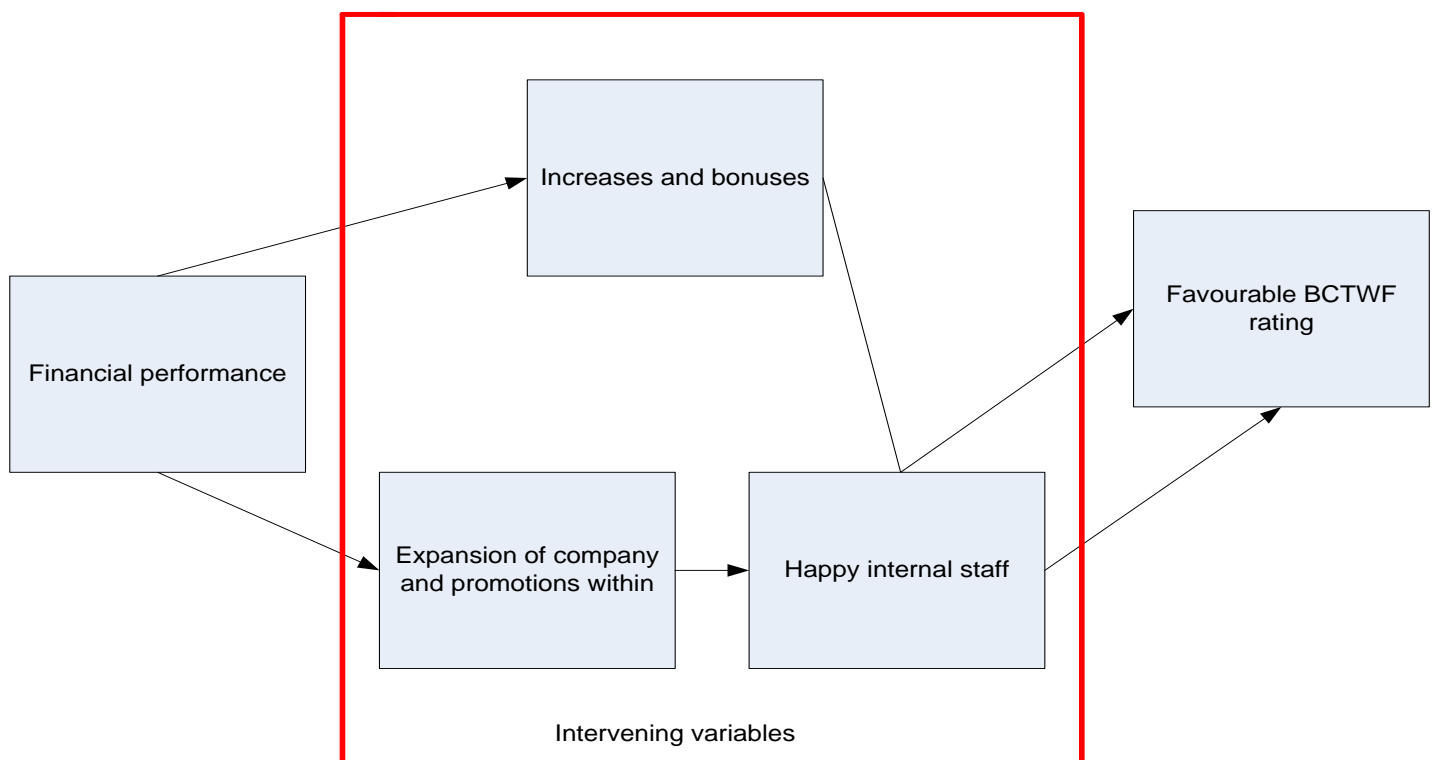 Increases and bonuses
Favourable BCTWF
rating
Financial performance
Expansion of company
and promotions within
Happy internal staff
Intervening variables